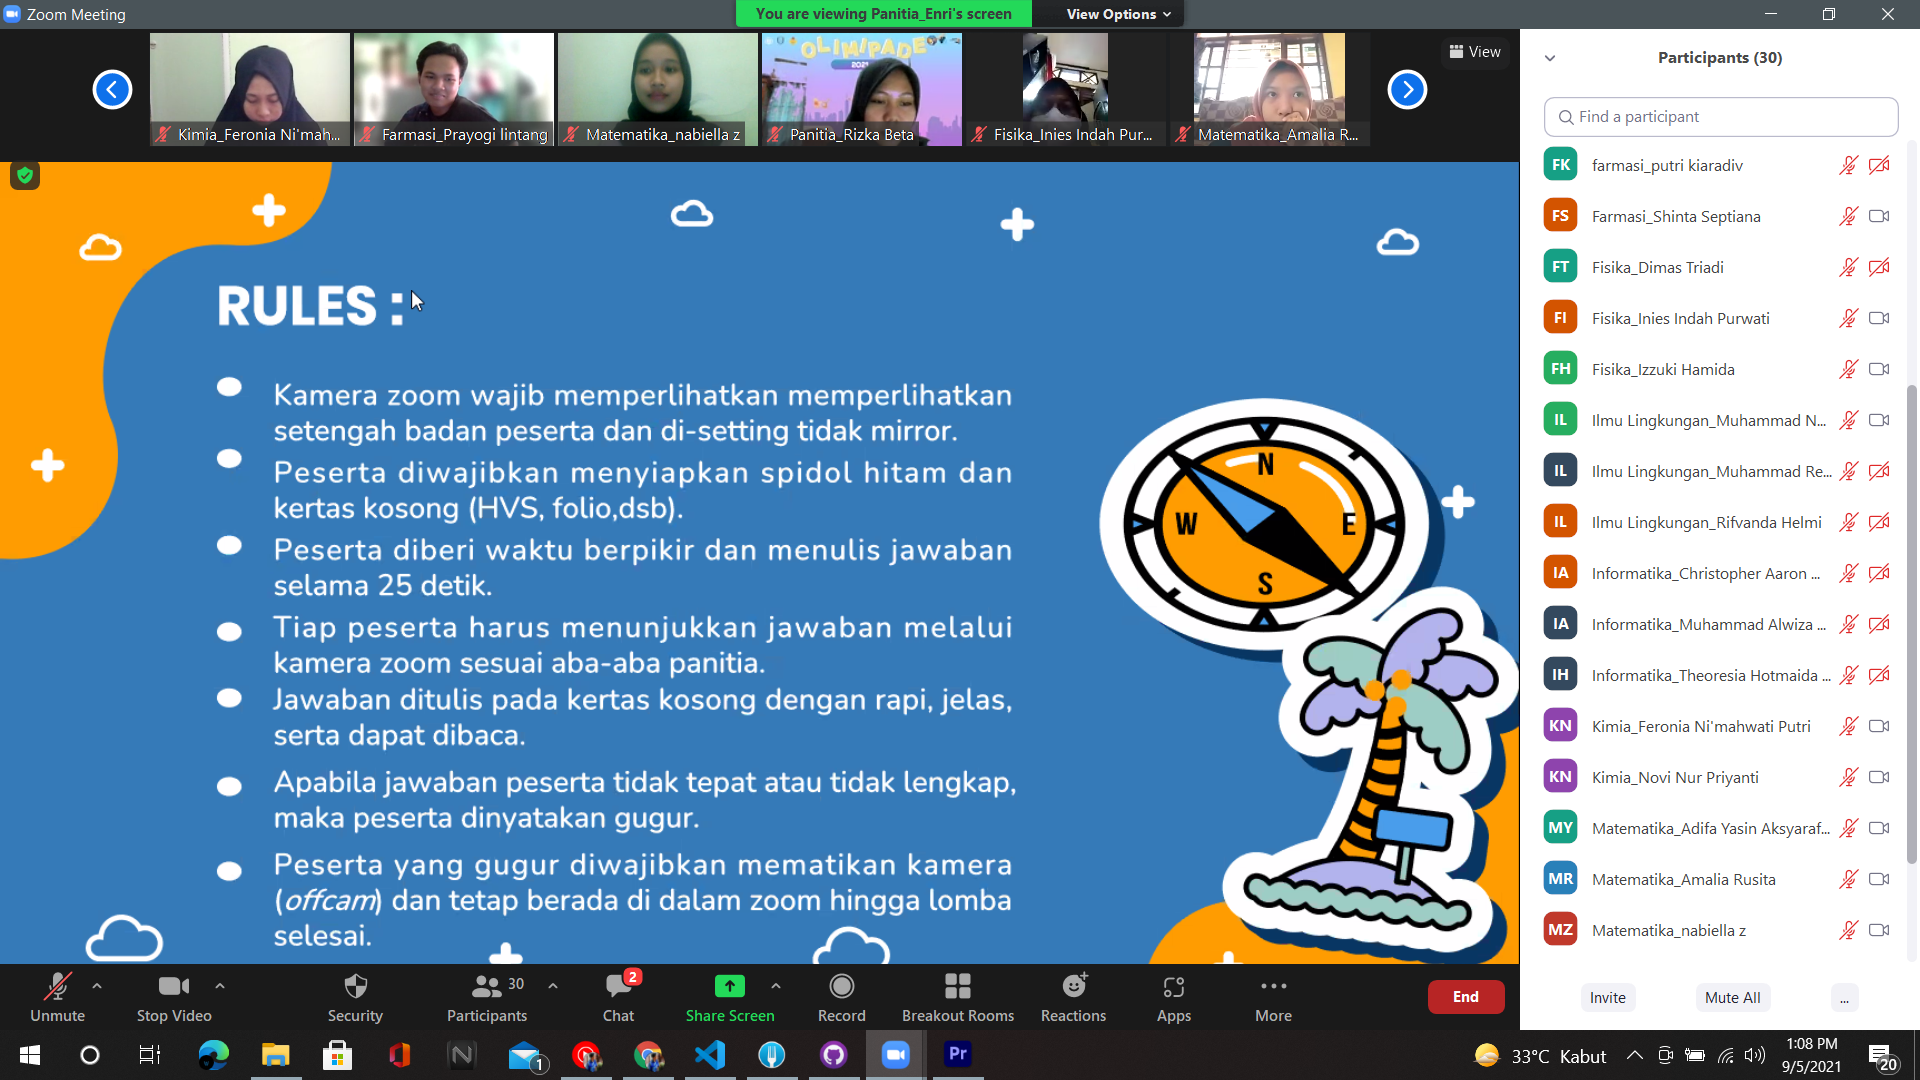 Zoom Meeting
You are viewing Panitia_Enri's screen
View Options
View
Kimia_Feronia Ni'mah...
Farmasi_Prayogi lintang
Matematika_nabiella z
OLIMIPADE
2021
Panitia_Rizka Beta
Fisika_Inies Indah Pur...
Matematika_Amalia R...
RULES :
Kamera zoom wajib memperlihatkan memperlihatkan
setengah badan peserta dan di-setting tidak mirror.
Peserta diwajibkan menyiapkan spidol hitam dan
kertas kosong (HVS, folio,dsb).
Peserta diberi waktu berpikir dan menulis jawaban
selama 25 detik.
Tiap peserta harus menunjukkan jawaban melalui
kamera zoom sesuai aba-aba panitia.
Jawaban ditulis pada kertas kosong dengan rapi, jelas,
serta dapat dibaca.
Apabila jawaban peserta tidak tepat atau tidak lengkap,
maka peserta dinyatakan gugur.
Peserta yang gugur diwajibkan mematikan kamera
(offcam) dan tetap berada di dalam zoom hingga lomba
selesai.
N
W
E
S
Participants (30)
Find a participant
FK farmasi_putri kiaradiv
FS Farmasi_Shinta Septiana
FT Fisika_Dimas Triadi
FI Fisika_Inies Indah Purwati
FH Fisika_Izzuki Hamida
IL Ilmu Lingkungan_Muhammad N...
IL Ilmu Lingkungan_Muhammad Re...
IL Ilmu Lingkungan_Rifvanda Helmi
IA Informatika_Christopher Aaron ...
IA Informatika_Muhammad Alwiza ...
IH Informatika_Theoresia Hotmaida ...
KN Kimia_Feronia Ni'mahwati Putri
KN Kimia_Novi Nur Priyanti
MY Matematika_Adifa Yasin Aksyaraf...
MR Matematika_Amalia Rusita
MZ Matematika_nabiella z
Invite
Mute All
...
Unmute
Stop Video
Security
30
Participants
2
Chat
Share Screen
Record
Breakout Rooms
Reactions
Apps
More
End
1
Pr
33°C Kabut
1:08 PM
9/5/2021
20